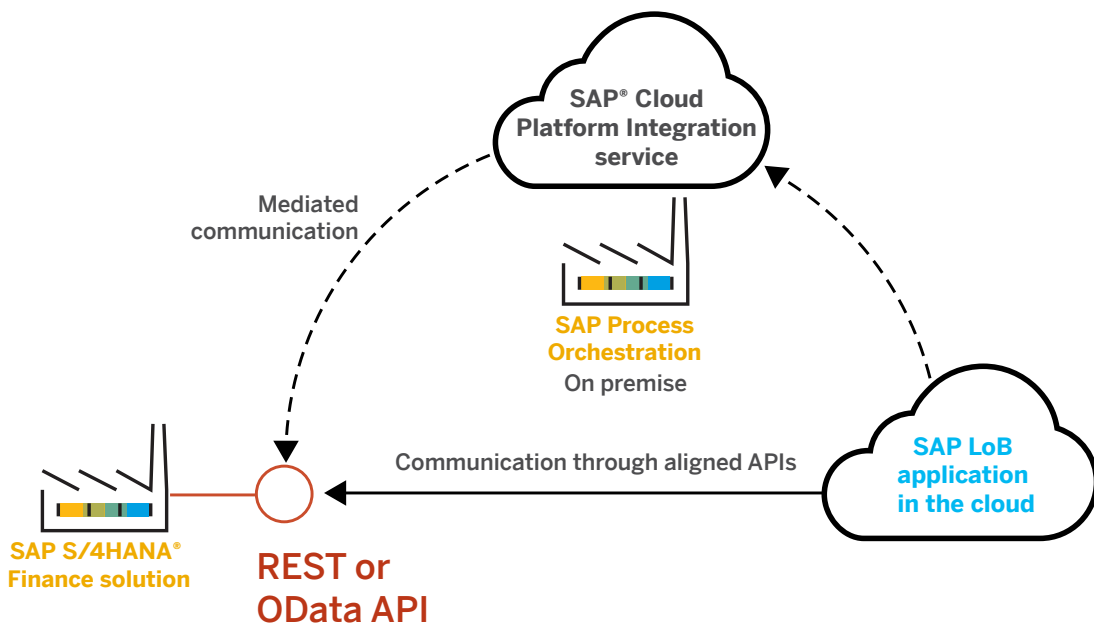 SAP® Cloud
Platform Integration
service
Mediated
communication
SAP Process
Orchestration
On premise
Communication through aligned APIs
SAP LoB
application
in the cloud
SAP S/4HANA®
Finance solution
REST or
OData API